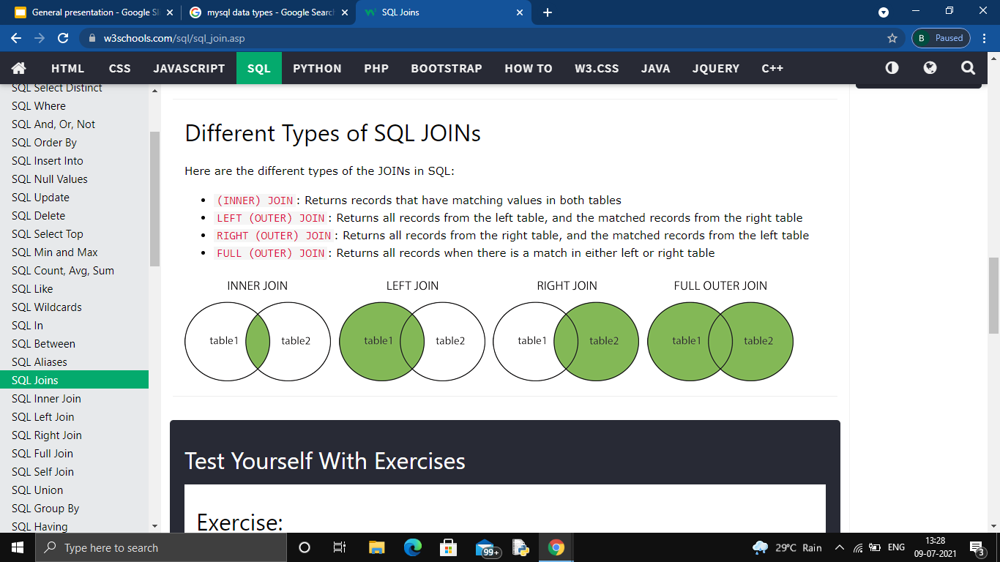 General presentation - Google Sl
mysql data types - Google Search
SQL Joins
w3schools.com/sql/sql_join.asp
B Paused
HTML CSS JAVASCRIPT SQL PYTHON PHP BOOTSTRAP HOW TO W3.CSS JAVA JQUERY C++
SQL Select Distinct
SQL Where
SQL And, Or, Not
SQL Order By
SQL Insert Into
SQL Null Values
SQL Update
SQL Delete
SQL Select Top
SQL Min and Max
SQL Count, Avg, Sum
SQL Like
SQL Wildcards
SQL In
SQL Between
SQL Aliases
SQL Joins
SQL Inner Join
SQL Left Join
SQL Right Join
SQL Full Join
SQL Self Join
SQL Union
SQL Group By
SQL Having
Different Types of SQL JOINs
Here are the different types of the JOINs in SQL:
• (INNER) JOIN: Returns records that have matching values in both tables
• LEFT (OUTER) JOIN: Returns all records from the left table, and the matched records from the right table
• RIGHT (OUTER) JOIN: Returns all records from the right table, and the matched records from the left table
• FULL (OUTER) JOIN: Returns all records when there is a match in either left or right table
INNER JOIN LEFT JOIN RIGHT JOIN FULL OUTER JOIN
table1 table2 table1 table2 table1 table2 table1 table2
Test Yourself With Exercises
Exercise:
Type here to search
99+
29°C Rain
ENG
13:28
09-07-2021
3